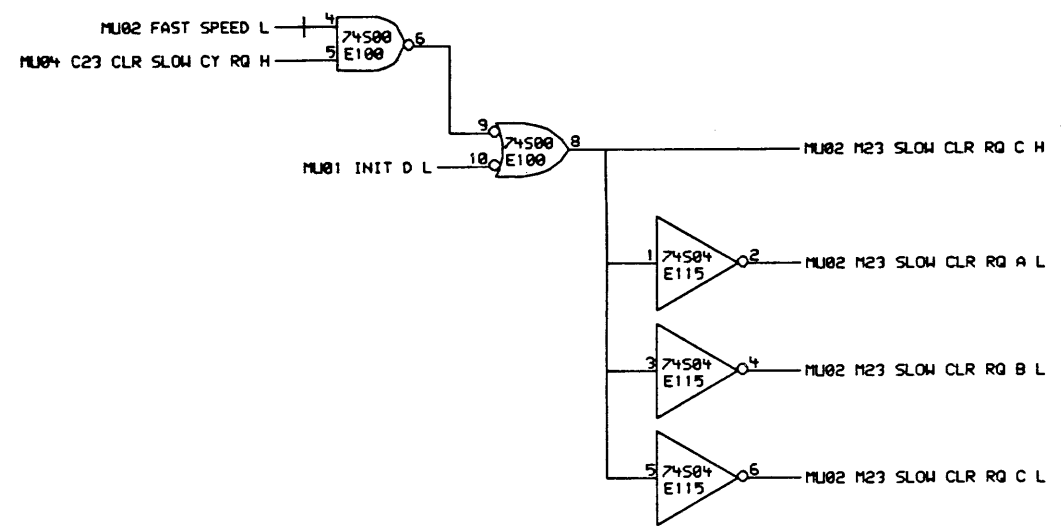 MU02 FAST SPEED L
4
74S00
6
MU04 C23 CLR SLOW CY RQ H
5
E100
9
74S00
8
MU02 M23 SLOW CLR RQ C H
MU01 INIT D L
10
E100
1
74S04
2
MU02 M23 SLOW CLR RQ A L
E115
3
74S04
4
MU02 M23 SLOW CLR RQ B L
E115
5
74S04
6
MU02 M23 SLOW CLR RQ C L
E115